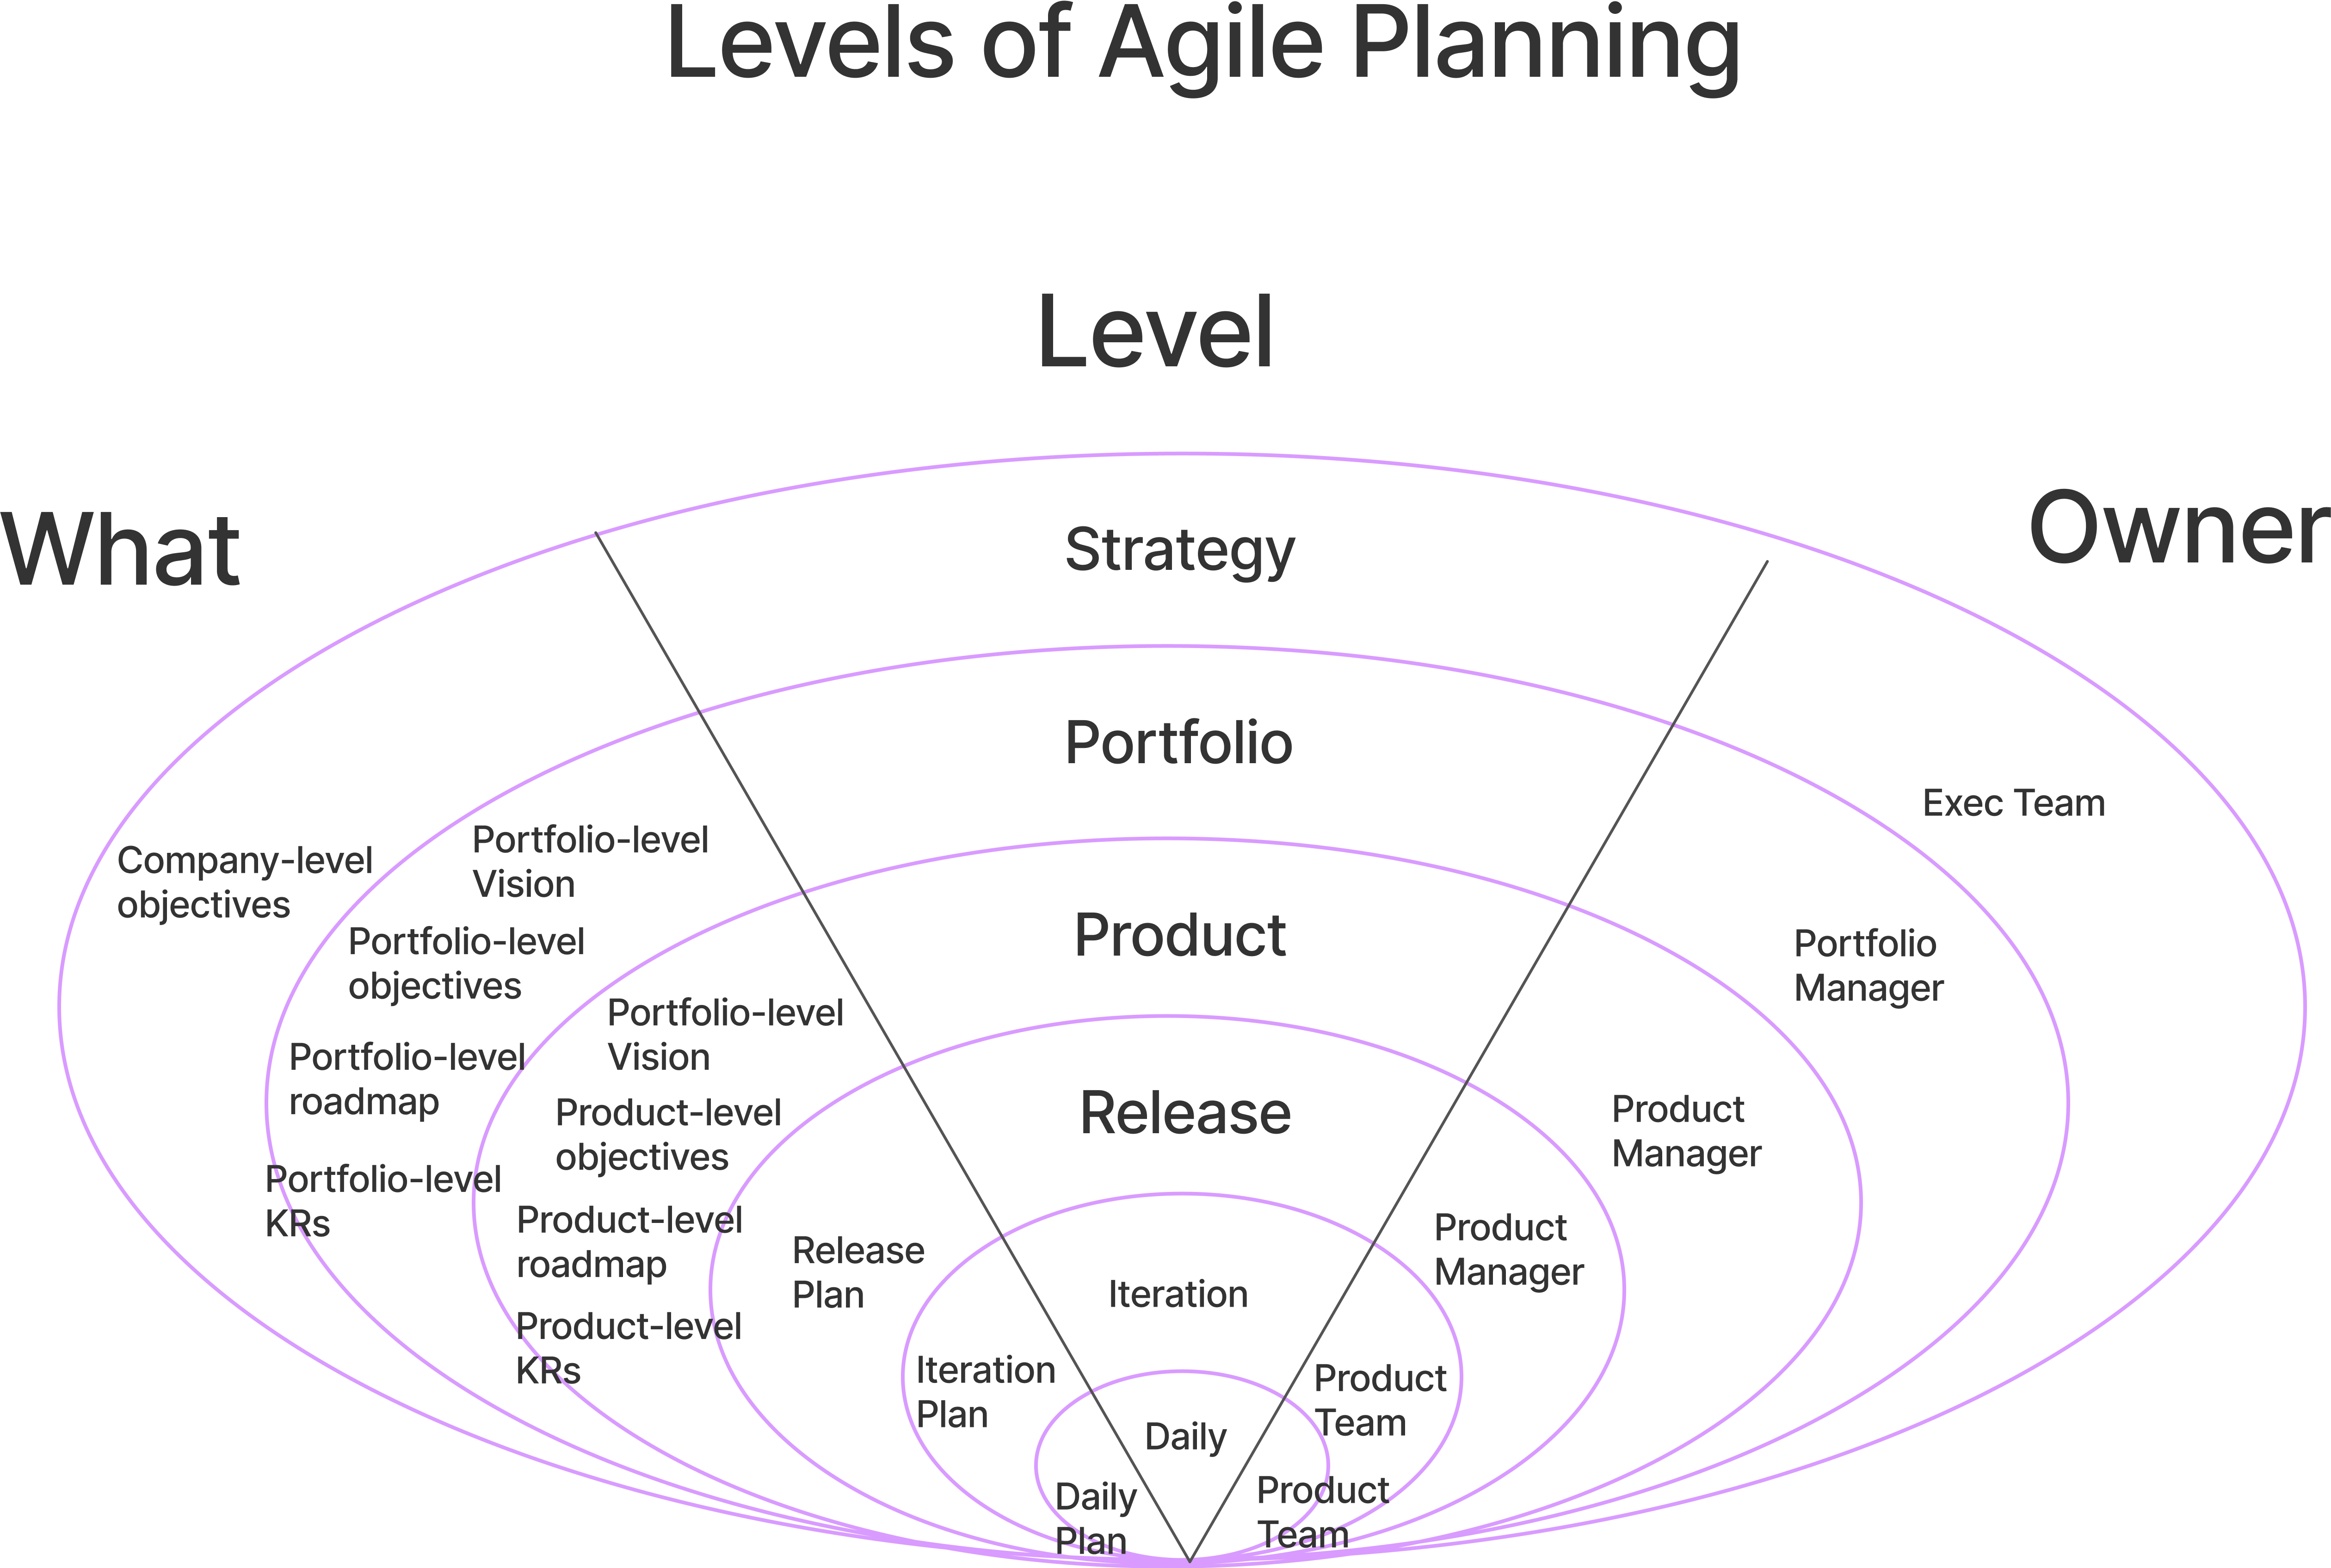 Levels of Agile Planning
Level
What
Owner
Strategy
Portfolio
Product
Release
Iteration
Daily
Company-level
objectives
Portfolio-level
Vision
Portfolio-level
objectives
Portfolio-level
roadmap
Portfolio-level
KRs
Portfolio-level
Vision
Product-level
objectives
Product-level
roadmap
Product-level
KRs
Release
Plan
Iteration
Plan
Daily
Plan
Exec Team
Portfolio
Manager
Product
Manager
Product
Manager
Product
Team
Product
Team